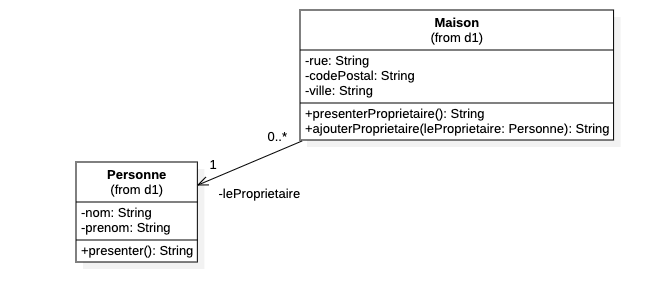 Maison
(from d1)
-rue: String
-codePostal: String
-ville: String
+presenterProprietaire(): String
+ajouterProprietaire(leProprietaire: Personne): String
0..*
1
-leProprietaire
Personne
(from d1)
-nom: String
-prenom: String
+presenter(): String